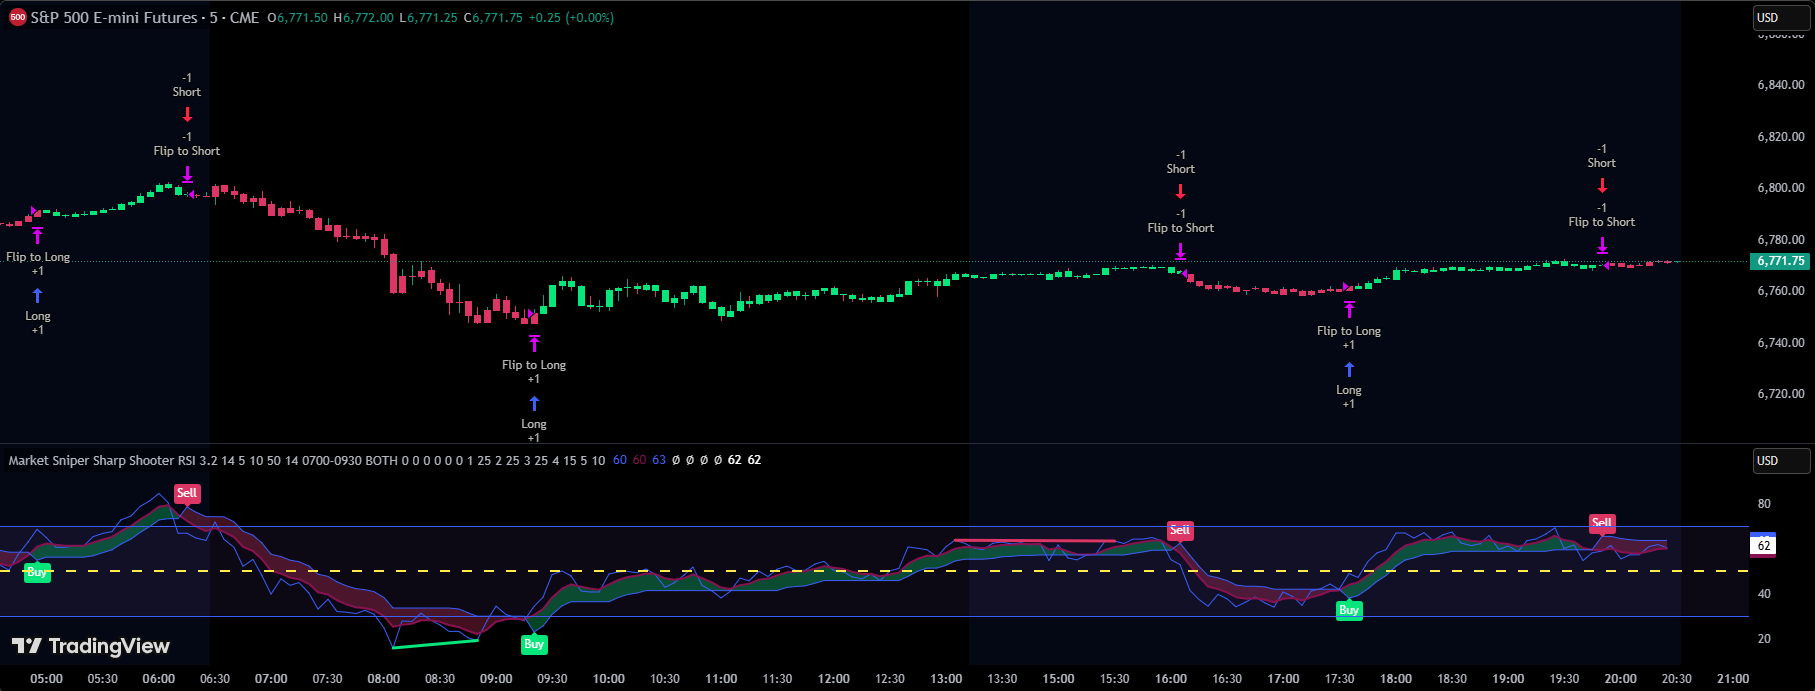 500 S&P 500 E-mini Futures · 5 · CME O6,771.50 H6,772.00 L6,771.25 C6,771.75 +0.25 (+0.00%)
USD
6,840.00
6,820.00
6,800.00
6,780.00
6,771.75
6,760.00
6,740.00
6,720.00
-1
Short
-1
Flip to Short
Flip to Long
+1
Long
+1
Flip to Long
+1
Long
+1
-1
Short
-1
Flip to Short
Flip to Long
+1
Long
+1
-1
Short
-1
Flip to Short
Market Sniper Sharp Shooter RSI 3.2 14 5 10 50 14 0700-0930 BOTH 0 0 0 0 0 0 1 25 2 25 3 25 4 15 5 10 60 60 63 Ø Ø Ø Ø 62 62
USD
80
62
40
20
Buy
Sell
Buy
Sell
Buy
Sell
TradingView
05:00 05:30 06:00 06:30 07:00 07:30 08:00 08:30 09:00 09:30 10:00 10:30 11:00 11:30 12:00 12:30 13:00 13:30 14:00 14:30 15:00 15:30 16:00 16:30 17:00 17:30 18:00 18:30 19:00 19:30 20:00 20:30 21:00